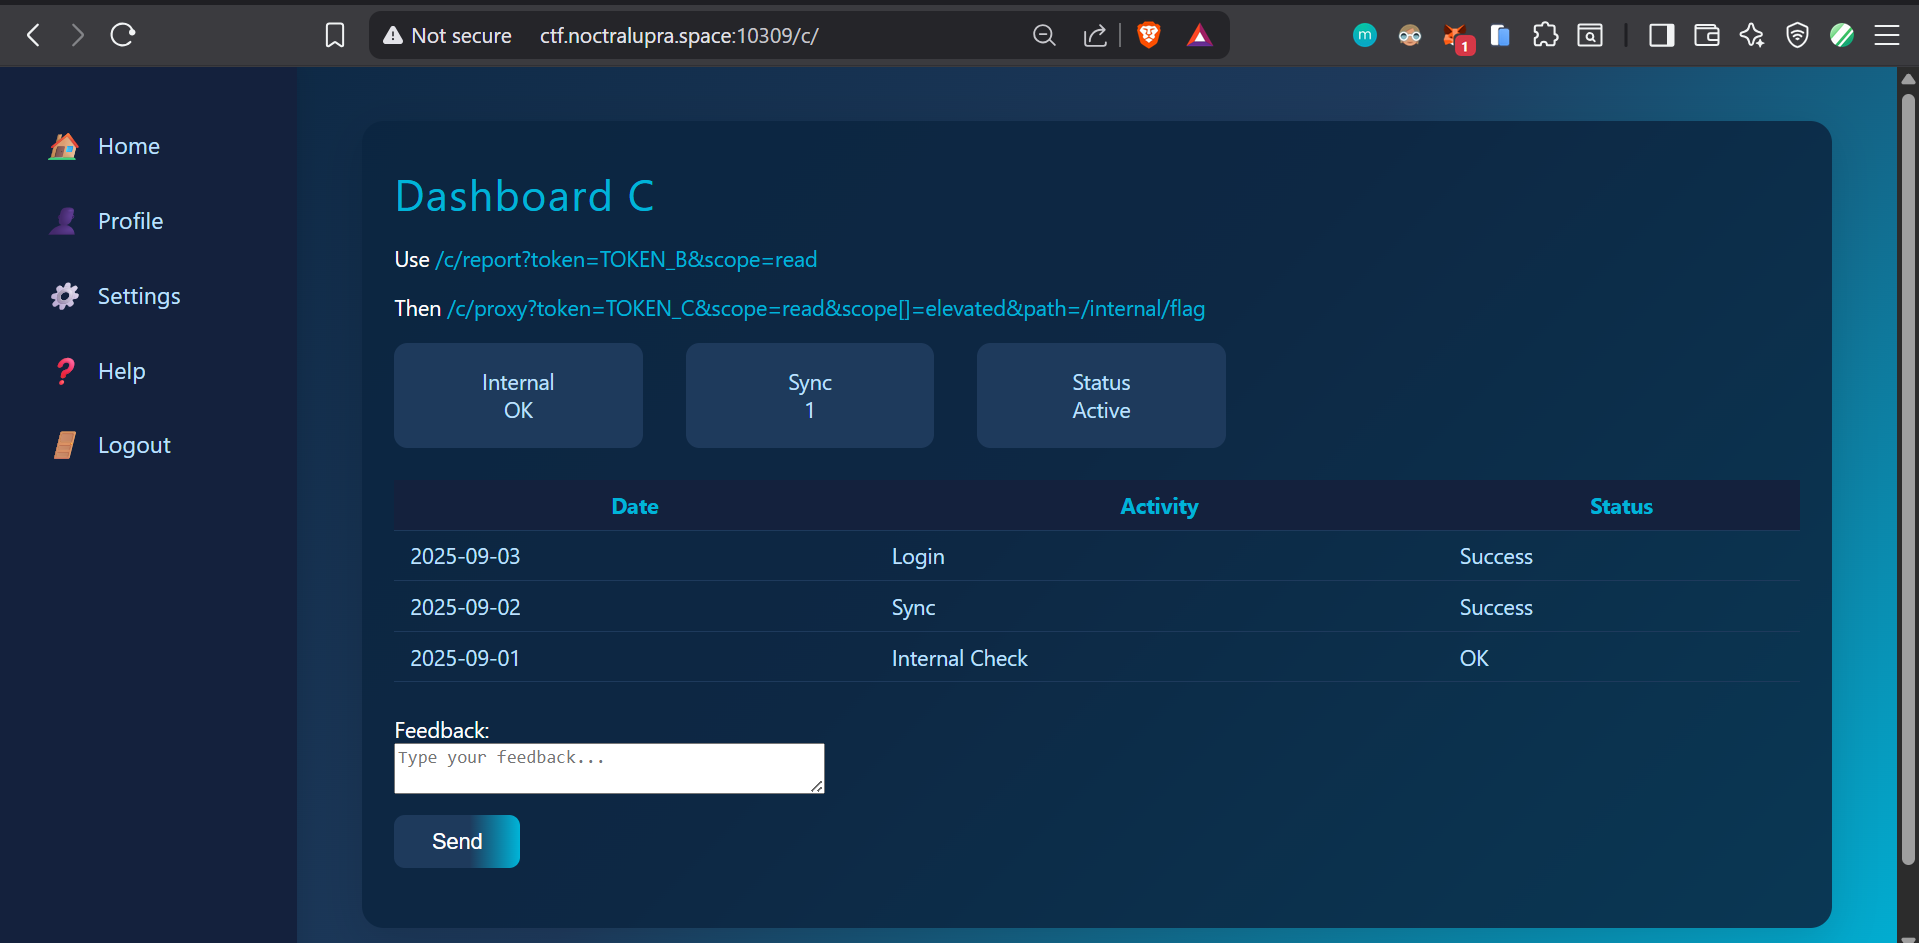 Not secure ctf.noctralupra.space:10309/c/
m
1
Home
Profile
Settings
Help
Logout
Dashboard C
Use /c/report?token=TOKEN_B&scope=read
Then /c/proxy?token=TOKEN_C&scope=read&scope[]=elevated&path=/internal/flag
Internal
OK
Sync
1
Status
Active
Date Activity Status
2025-09-03 Login Success
2025-09-02 Sync Success
2025-09-01 Internal Check OK
Feedback:
Type your feedback...
Send